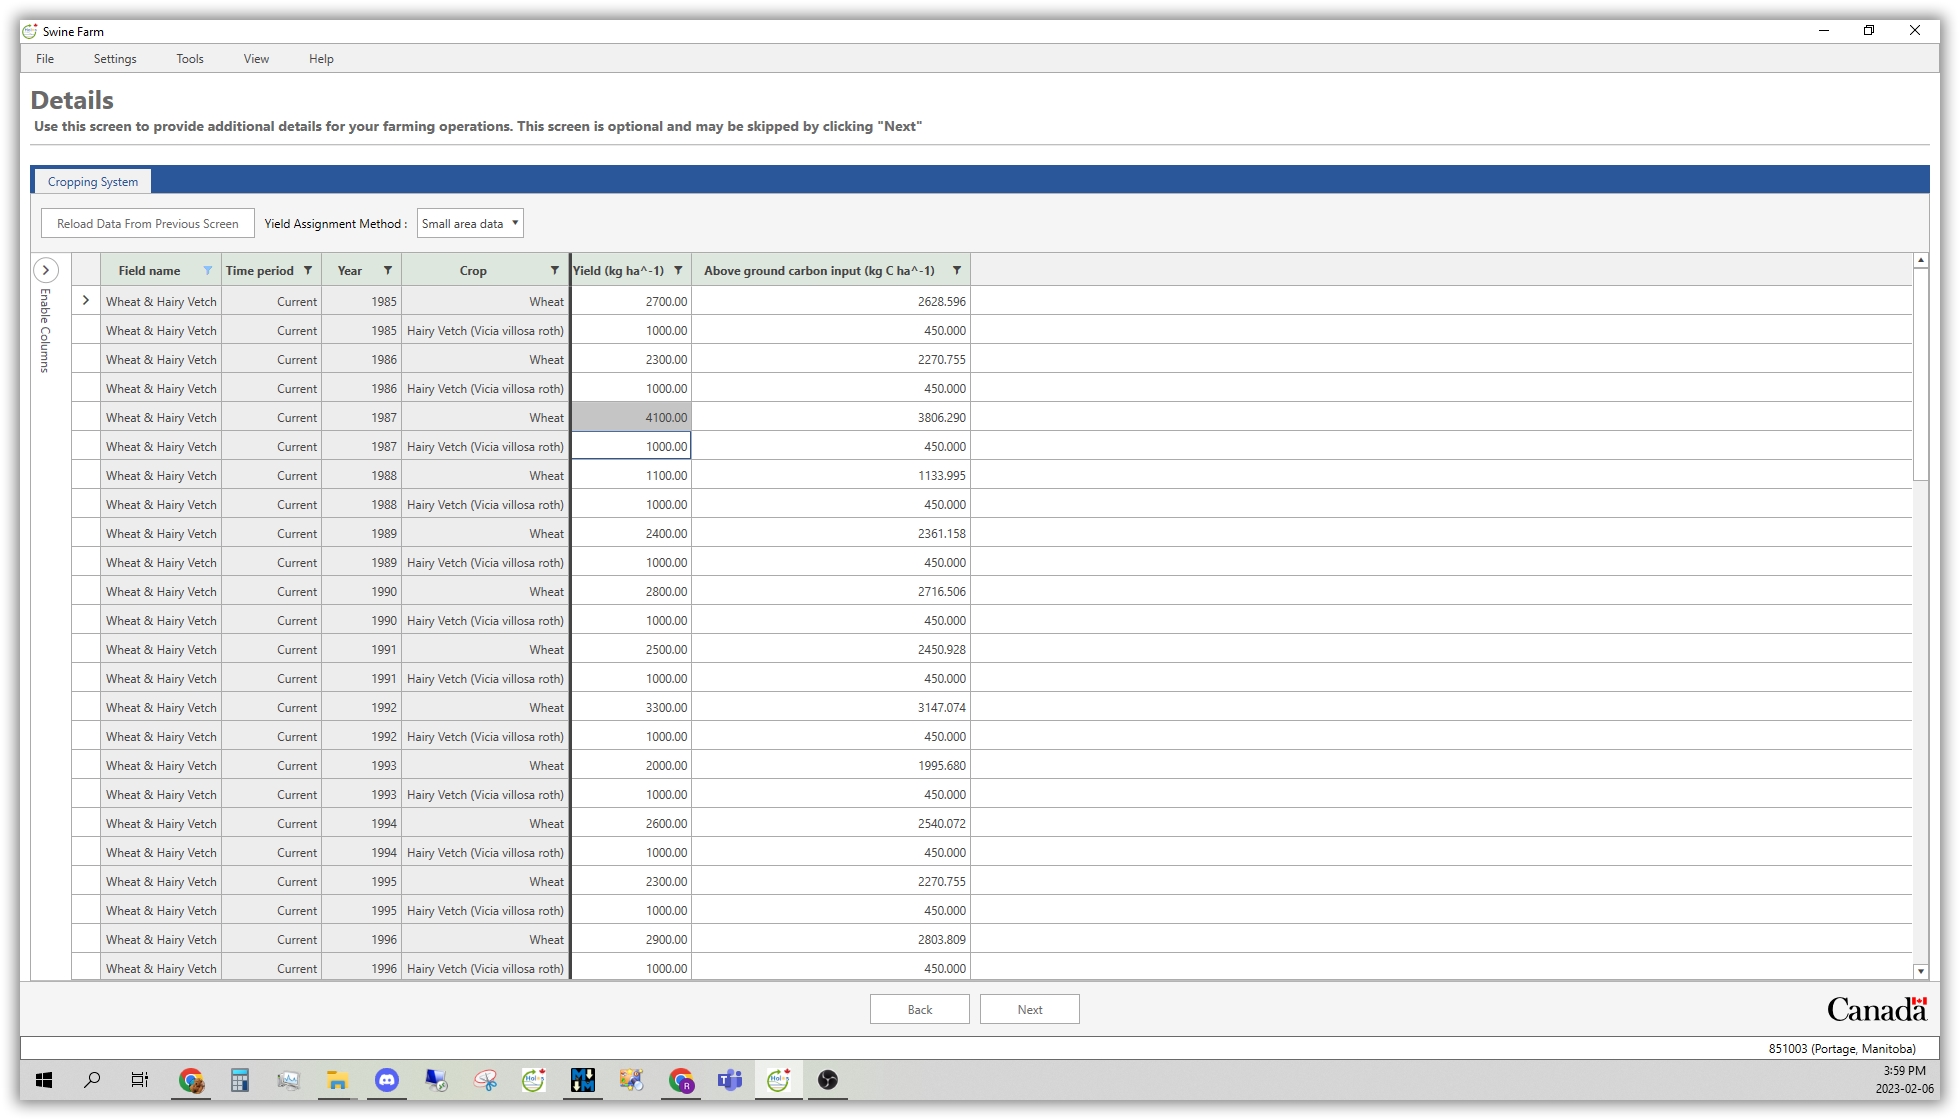 Swine Farm
File Settings Tools View Help
Details
Use this screen to provide additional details for your farming operations. This screen is optional and may be skipped by clicking "Next"
Cropping System
Reload Data From Previous Screen Yield Assignment Method : Small area data
Enable Columns
Field name Time period Year Crop Yield (kg ha^-1) Above ground carbon input (kg C ha^-1)
Wheat & Hairy Vetch Current 1985 Wheat 2700.00 2628.596
Wheat & Hairy Vetch Current 1985 Hairy Vetch (Vicia villosa roth) 1000.00 450.000
Wheat & Hairy Vetch Current 1986 Wheat 2300.00 2270.755
Wheat & Hairy Vetch Current 1986 Hairy Vetch (Vicia villosa roth) 1000.00 450.000
Wheat & Hairy Vetch Current 1987 Wheat 4100.00 3806.290
Wheat & Hairy Vetch Current 1987 Hairy Vetch (Vicia villosa roth) 1000.00 450.000
Wheat & Hairy Vetch Current 1988 Wheat 1100.00 1133.995
Wheat & Hairy Vetch Current 1988 Hairy Vetch (Vicia villosa roth) 1000.00 450.000
Wheat & Hairy Vetch Current 1989 Wheat 2400.00 2361.158
Wheat & Hairy Vetch Current 1989 Hairy Vetch (Vicia villosa roth) 1000.00 450.000
Wheat & Hairy Vetch Current 1990 Wheat 2800.00 2716.506
Wheat & Hairy Vetch Current 1990 Hairy Vetch (Vicia villosa roth) 1000.00 450.000
Wheat & Hairy Vetch Current 1991 Wheat 2500.00 2450.928
Wheat & Hairy Vetch Current 1991 Hairy Vetch (Vicia villosa roth) 1000.00 450.000
Wheat & Hairy Vetch Current 1992 Wheat 3300.00 3147.074
Wheat & Hairy Vetch Current 1992 Hairy Vetch (Vicia villosa roth) 1000.00 450.000
Wheat & Hairy Vetch Current 1993 Wheat 2000.00 1995.680
Wheat & Hairy Vetch Current 1993 Hairy Vetch (Vicia villosa roth) 1000.00 450.000
Wheat & Hairy Vetch Current 1994 Wheat 2600.00 2540.072
Wheat & Hairy Vetch Current 1994 Hairy Vetch (Vicia villosa roth) 1000.00 450.000
Wheat & Hairy Vetch Current 1995 Wheat 2300.00 2270.755
Wheat & Hairy Vetch Current 1995 Hairy Vetch (Vicia villosa roth) 1000.00 450.000
Wheat & Hairy Vetch Current 1996 Wheat 2900.00 2803.809
Wheat & Hairy Vetch Current 1996 Hairy Vetch (Vicia villosa roth) 1000.00 450.000
Back Next
Canada
851003 (Portage, Manitoba)
3:59 PM
2023-02-06